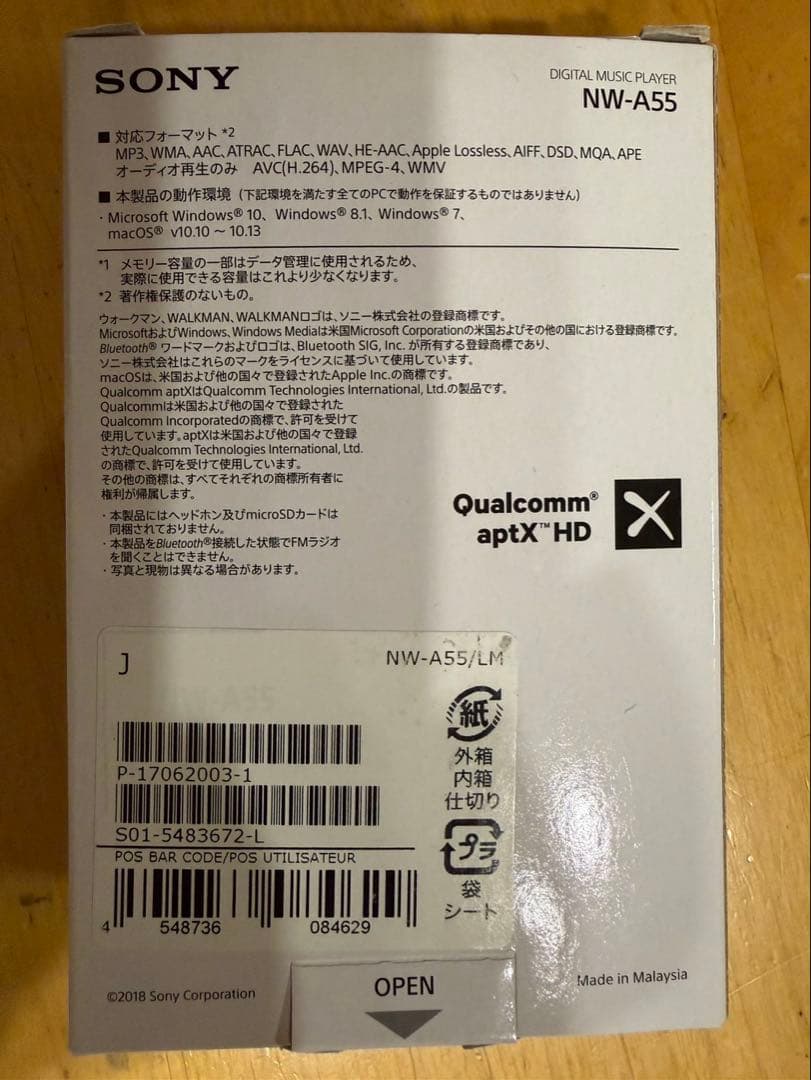 SONY
DIGITAL MUSIC PLAYER
NW-A55
■ 対応フォーマット *2
MP3、WMA、AAC、ATRAC、FLAC、WAV、HE-AAC、Apple Lossless、AIFF、DSD、MQA、APE
オーディオ再生のみ AVC(H.264)、MPEG-4、WMV
■ 本製品の動作環境 (下記環境を満たす全てのPCで動作を保証するものではありません)
・Microsoft Windows® 10、Windows® 8.1、Windows® 7、
macOS® v10.10 ～ 10.13
*1 メモリー容量の一部はデータ管理に使用されるため、
実際に使用できる容量はこれより少なくなります。
*2 著作権保護のないもの。
ウォークマン、WALKMAN、WALKMANロゴは、ソニー株式会社の登録商標です。
MicrosoftおよびWindows、Windows Mediaは米国Microsoft Corporationの米国およびその他の国における登録商標です。
Bluetooth® ワードマークおよびロゴは、Bluetooth SIG, Inc. が所有する登録商標であり、
ソニー株式会社はこれらのマークをライセンスに基づいて使用しています。
macOSは、米国および他の国々で登録されたApple Inc.の商標です。
Qualcomm aptXはQualcomm Technologies International, Ltd.の製品です。
Qualcommは米国および他の国々で登録された
Qualcomm Incorporatedの商標で、許可を受けて
使用しています。aptXは米国および他の国々で登録
されたQualcomm Technologies International, Ltd.
の商標で、許可を受けて使用しています。
その他の商標は、すべてそれぞれの商標所有者に
権利が帰属します。
・本製品にはヘッドホン及びmicroSDカードは
同梱されておりません。
・本製品をBluetooth®接続した状態でFMラジオ
を聞くことはできません。
・写真と現物は異なる場合があります。
Qualcomm®
aptX™ HD
J
NW-A55/LM
紙
外箱
内箱
仕切り
P-17062003-1
S01-5483672-L
POS BAR CODE/POS UTILISATEUR
プラ
袋
シート
4 548736 084629
©2018 Sony Corporation
OPEN
Made in Malaysia